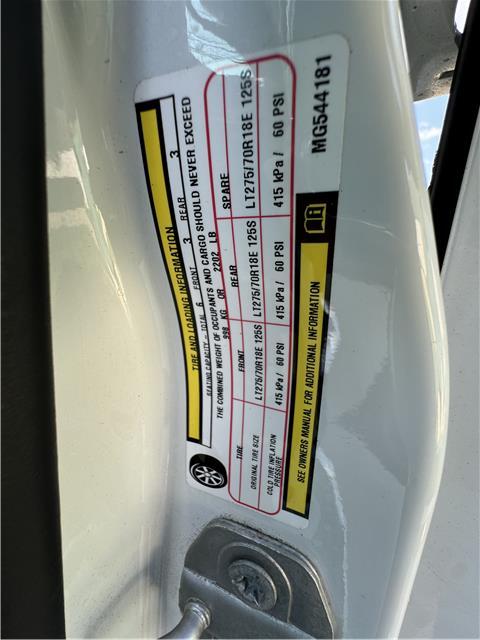 TIRE AND LOADING INFORMATION
SEATING CAPACITY - TOTAL 6 FRONT 3 REAR 3
THE COMBINED WEIGHT OF OCCUPANTS AND CARGO SHOULD NEVER EXCEED
998 KG OR 2202 LB
TIRE FRONT REAR SPARE
ORIGINAL TIRE SIZE LT275/70R18E 125S LT275/70R18E 125S LT275/70R18E 125S
COLD TIRE INFLATION PRESSURE 415 kPa/ 60 PSI 415 kPa/ 60 PSI 415 kPa/ 60 PSI
SEE OWNERS MANUAL FOR ADDITIONAL INFORMATION
MG544181